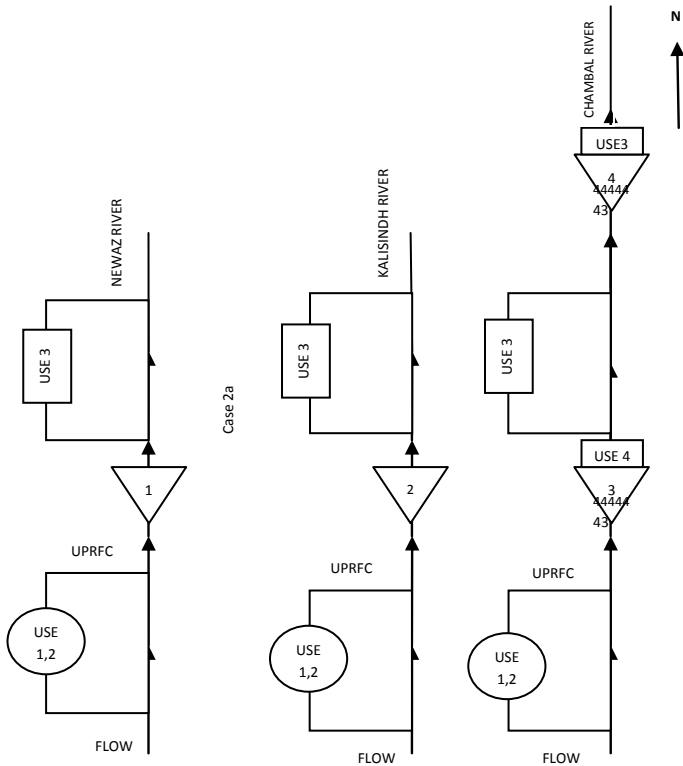 N
CHAMBAL RIVER
USE3
4
44444
43
NEWAZ RIVER
KALISINDH RIVER
USE 3
USE 3
USE 3
Case 2a
USE 4
1
2
3
44444
43
UPRFC
UPRFC
UPRFC
USE
1,2
USE
1,2
USE
1,2
FLOW
FLOW
FLOW